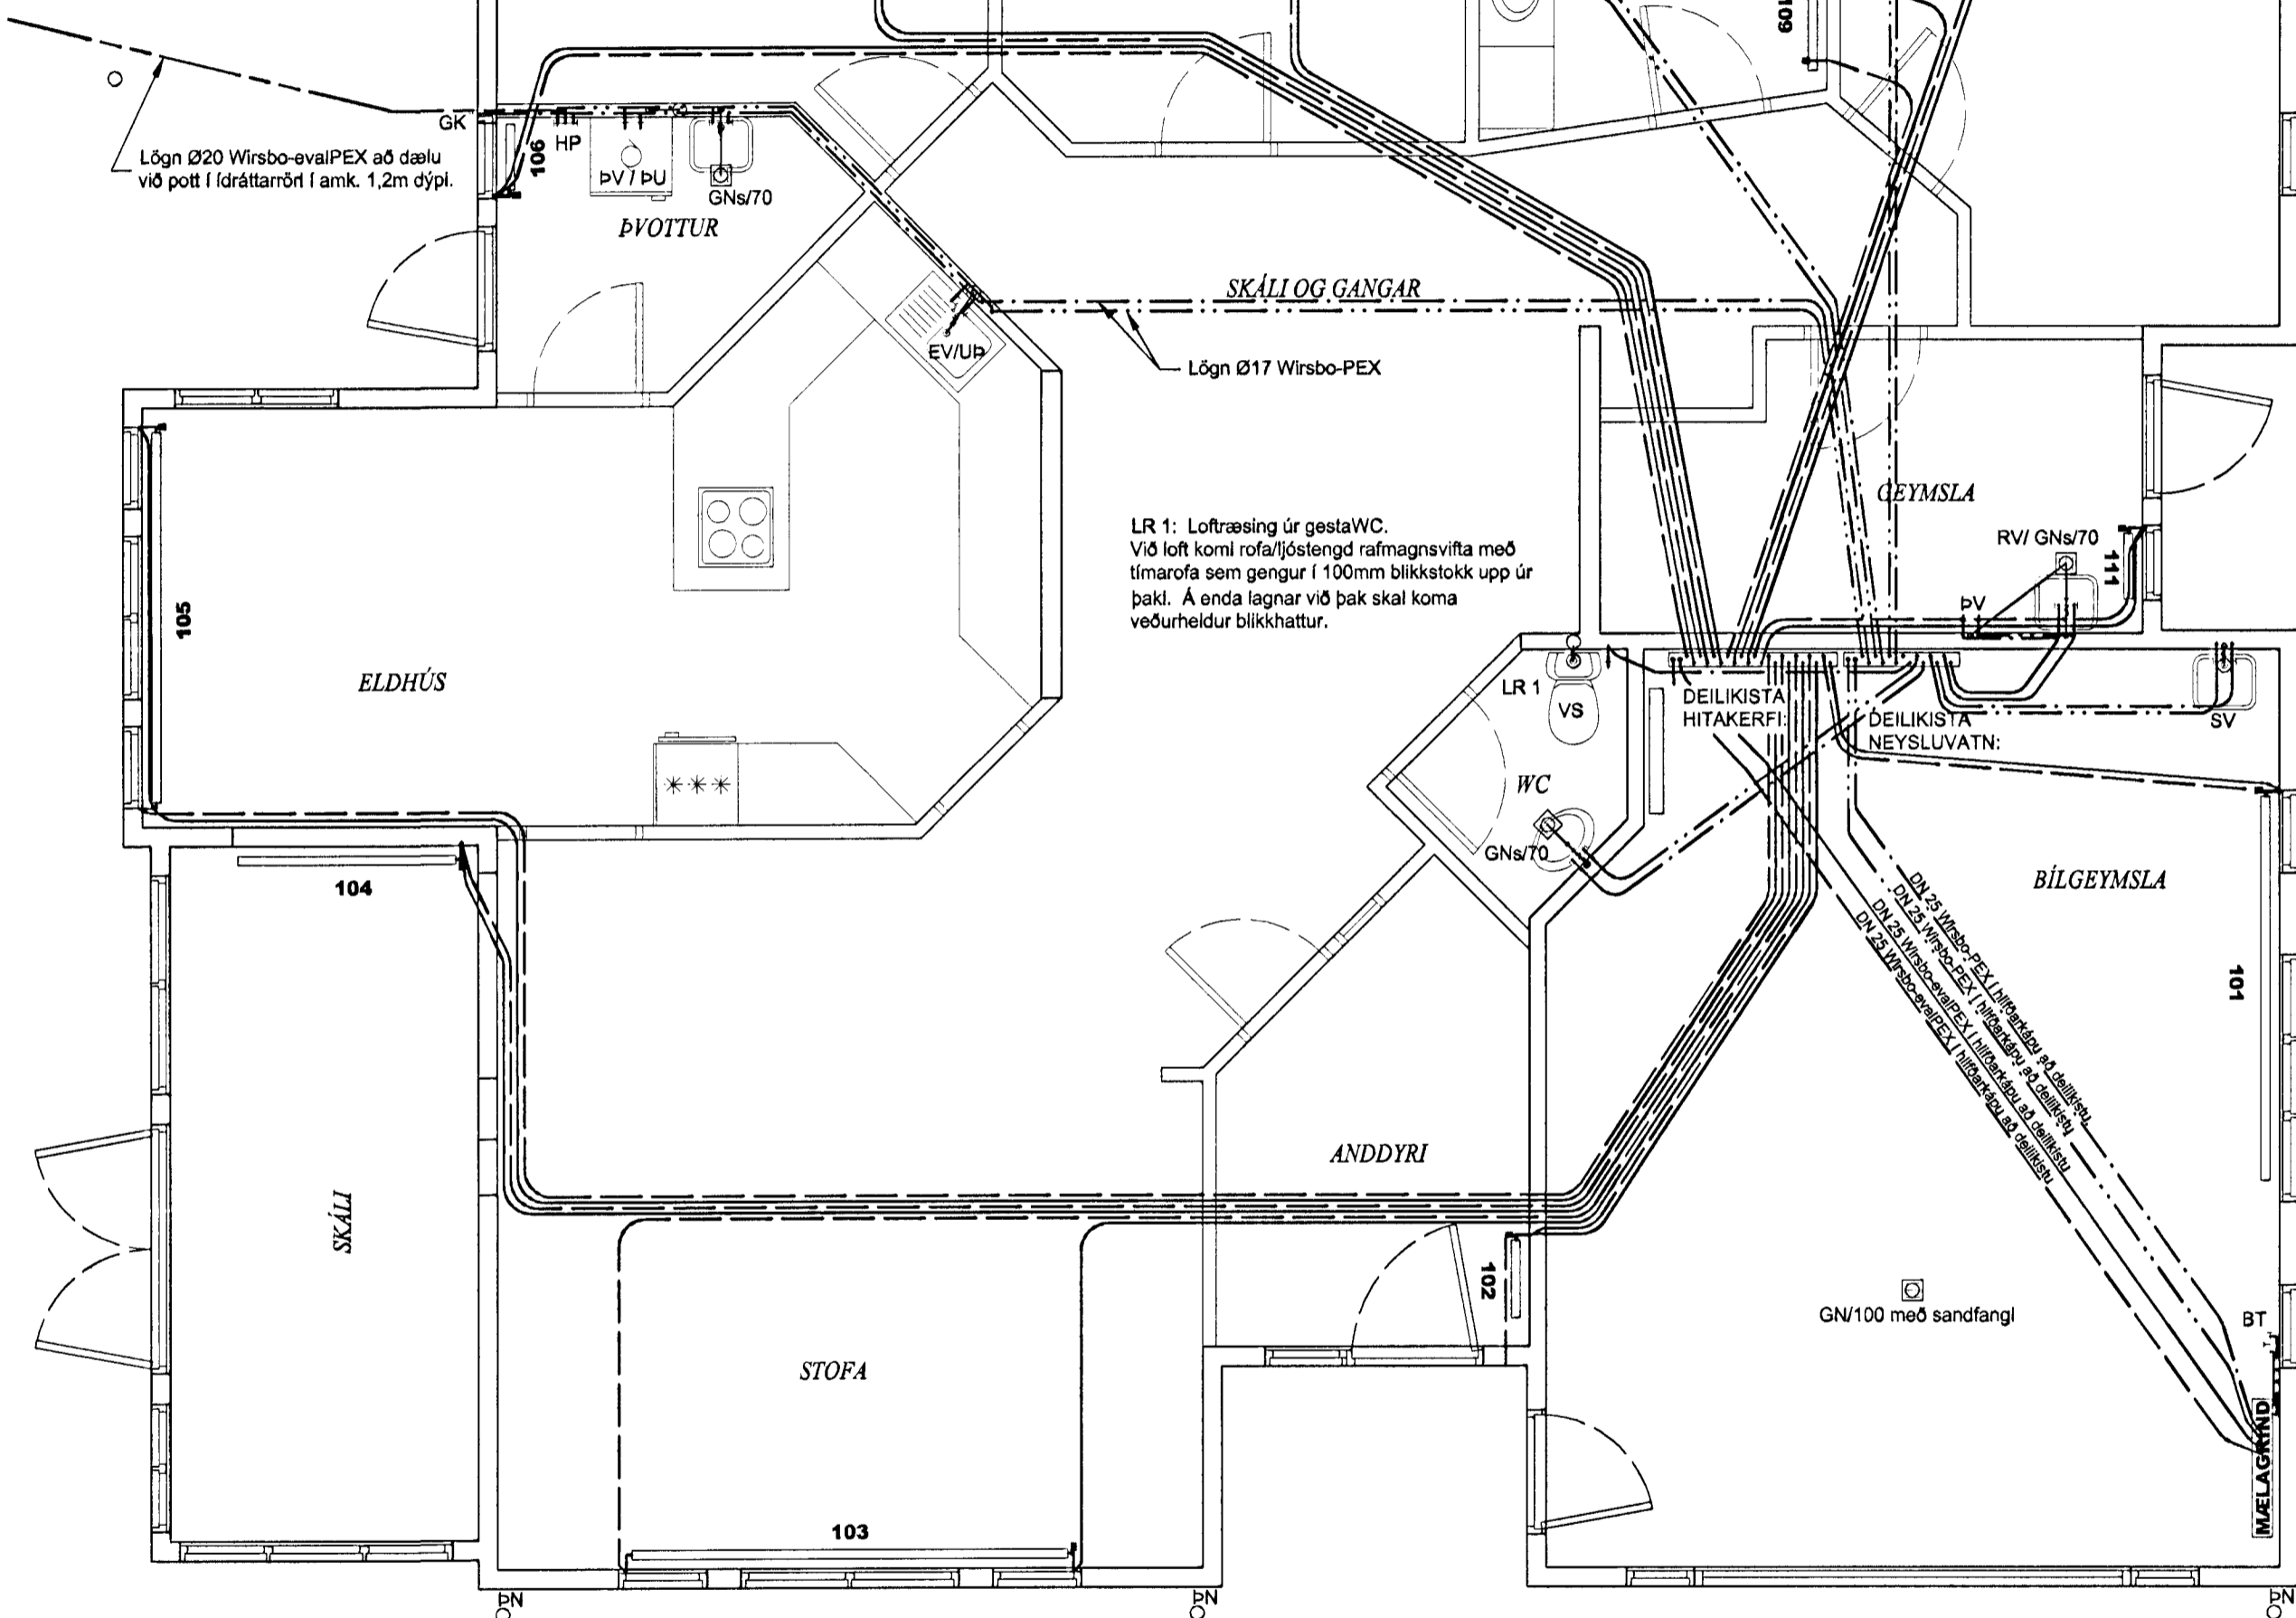 109
GK
HP
106
ÞV / ÞU
GNs/70
Lögn Ø20 Wirsbo-evalPEX að dælu
við pott í ídráttarröri í amk. 1,2m dýpi.
ÞVOTTUR
SKÁLI OG GANGAR
EV/UÞ
Lögn Ø17 Wirsbo-PEX
GEYMSLA
LR 1: Loftræsing úr gestaWC.
Við loft komi rofa/ljóstengd rafmagnsvifta með
tímarofa sem gengur í 100mm blikkstokk upp úr
þaki. Á enda lagnar við þak skal koma
veðurheldur blikkhattur.
RV/ GNs/70
111
ÞV
105
ELDHÚS
LR 1
VS
DEILIKISTA
HITAKERFI:
DEILIKISTA
NEYSLUVATN:
SV
WC
GNs/70
104
BÍLGEYMSLA
DN 25 Wirsbo-PEX í hlífðarkápu að deilikistu
DN 25 Wirsbo-PEX í hlífðarkápu að deilikistu
DN 25 Wirsbo-evalPEX í hlífðarkápu að deilikistu
DN 25 Wirsbo-evalPEX í hlífðarkápu að deilikistu
101
ANDDYRI
SKÁLI
102
GN/100 með sandfangi
BT
STOFA
MÆLAGRIND
103
ÞN
ÞN
ÞN